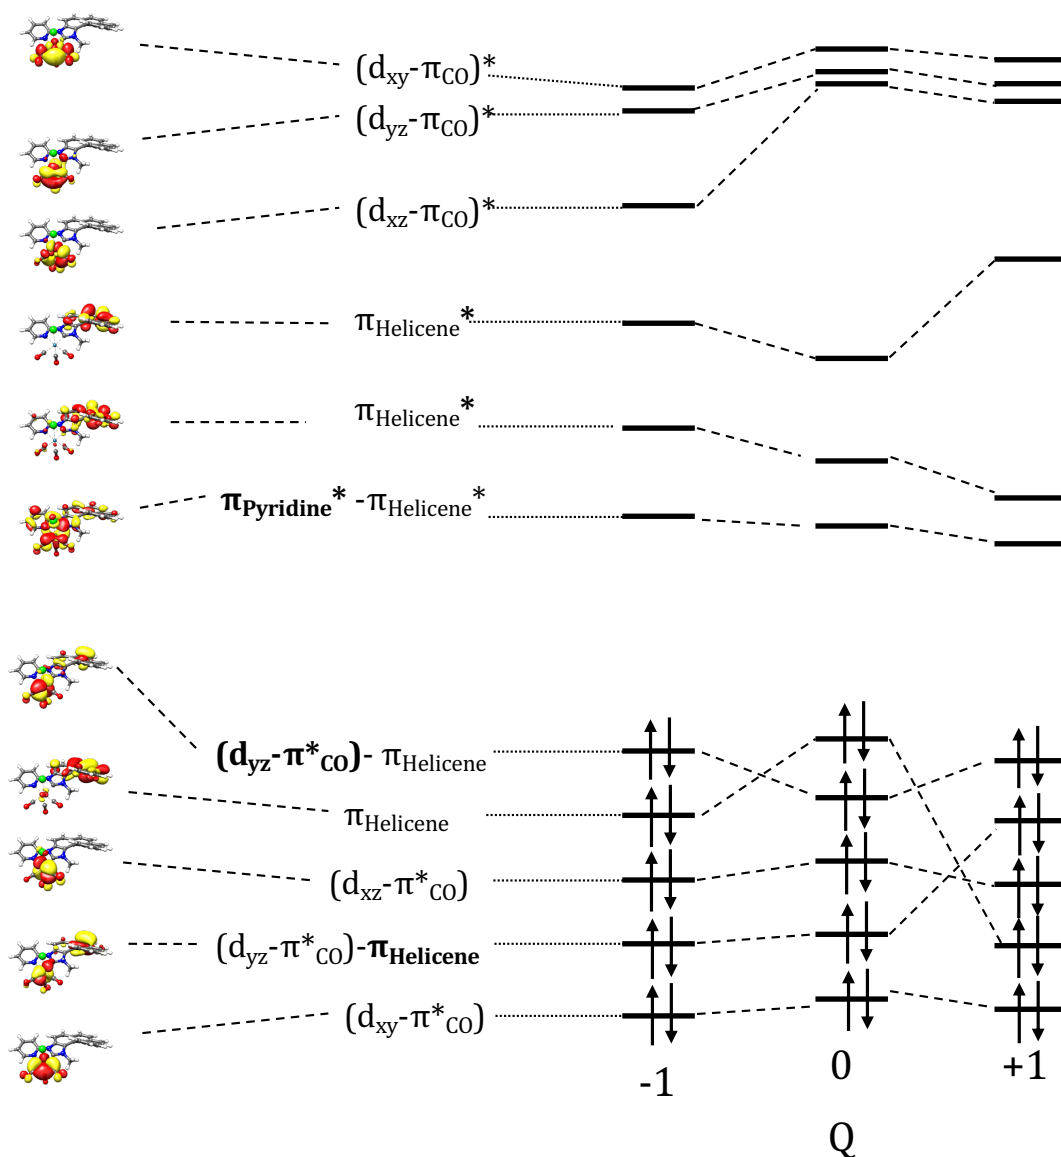 (dxy-πCO)*
(dyz-πCO)*
(dxz-πCO)*
πHelicene*
πHelicene*
πPyridine* -πHelicene*
(dyz-π*CO)- πHelicene
πHelicene
(dxz-π*CO)
(dyz-π*CO)-πHelicene
(dxy-π*CO)
-1 0 +1
Q